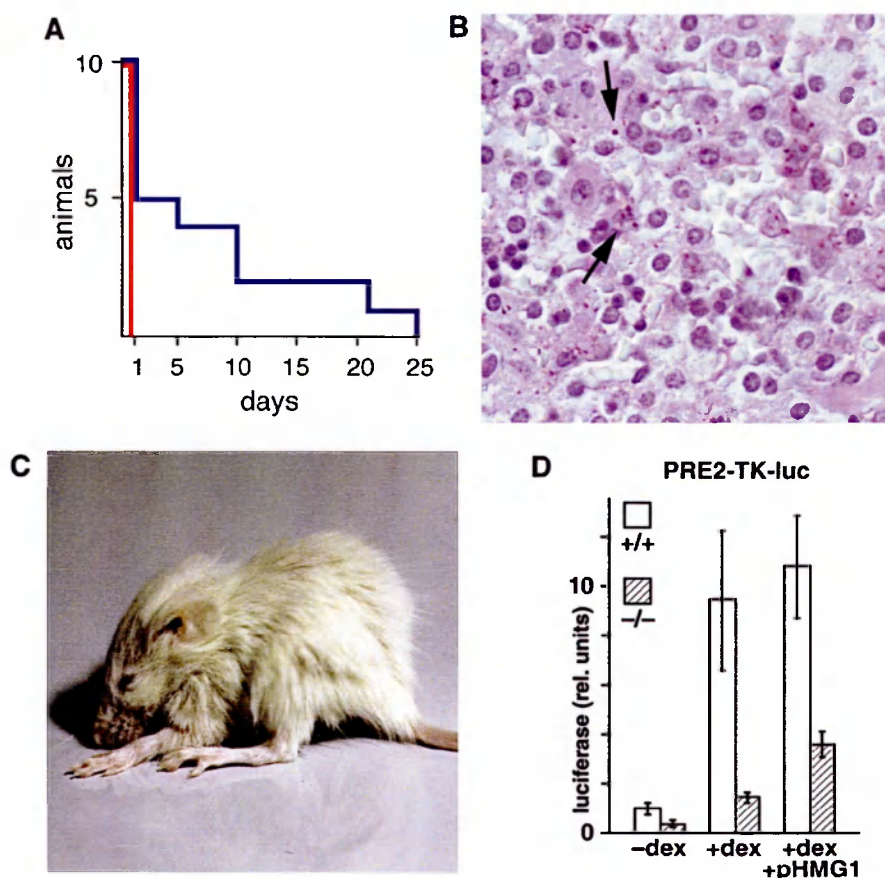 A
10
5
animals
1 5 10 15 20 25
days
B
C
D
PRE2-TK-luc
+/+
−/−
10
0
luciferase (rel. units)
−dex +dex +dex
+pHMG1